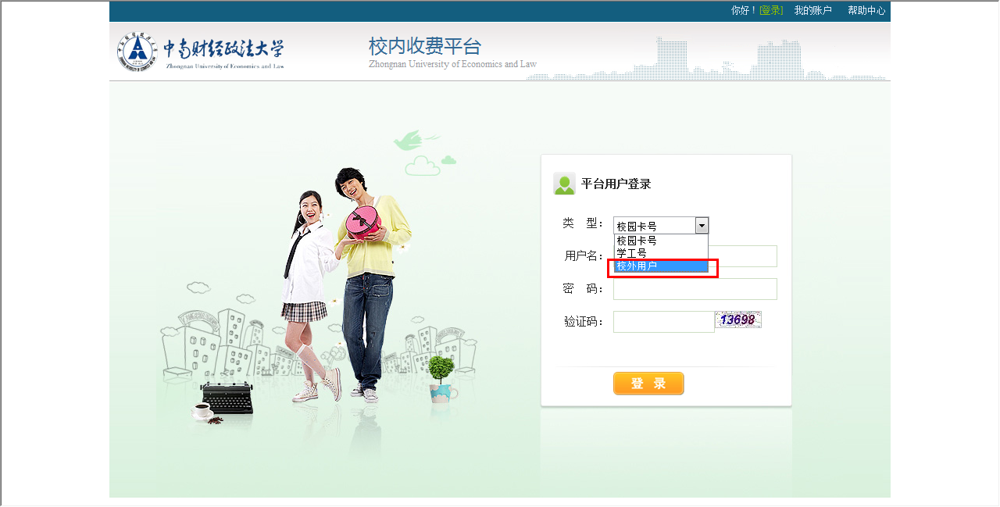 你好！[登录] 我的账户 帮助中心
中南财经政法大学
Zhongnan University of Economics and Law
校内收费平台
Zhongnan University of Economics and Law
平台用户登录
类 型： 校园卡号
校园卡号
学工号
校外用户
用户名：
密 码：
验证码： 13698
登 录